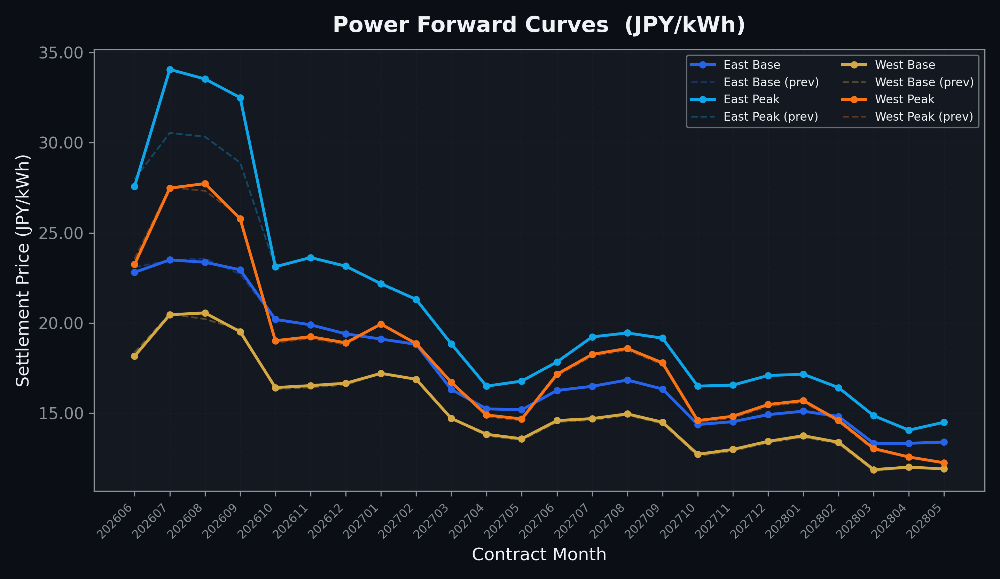 Power Forward Curves  (JPY/kWh)
Settlement Price (JPY/kWh)
35.00
30.00
25.00
20.00
15.00
East Base
East Base (prev)
East Peak
East Peak (prev)
West Base
West Base (prev)
West Peak
West Peak (prev)
202606
202607
202608
202609
202610
202611
202612
202701
202702
202703
202704
202705
202706
202707
202708
202709
202710
202711
202712
202801
202802
202803
202804
202805
Contract Month